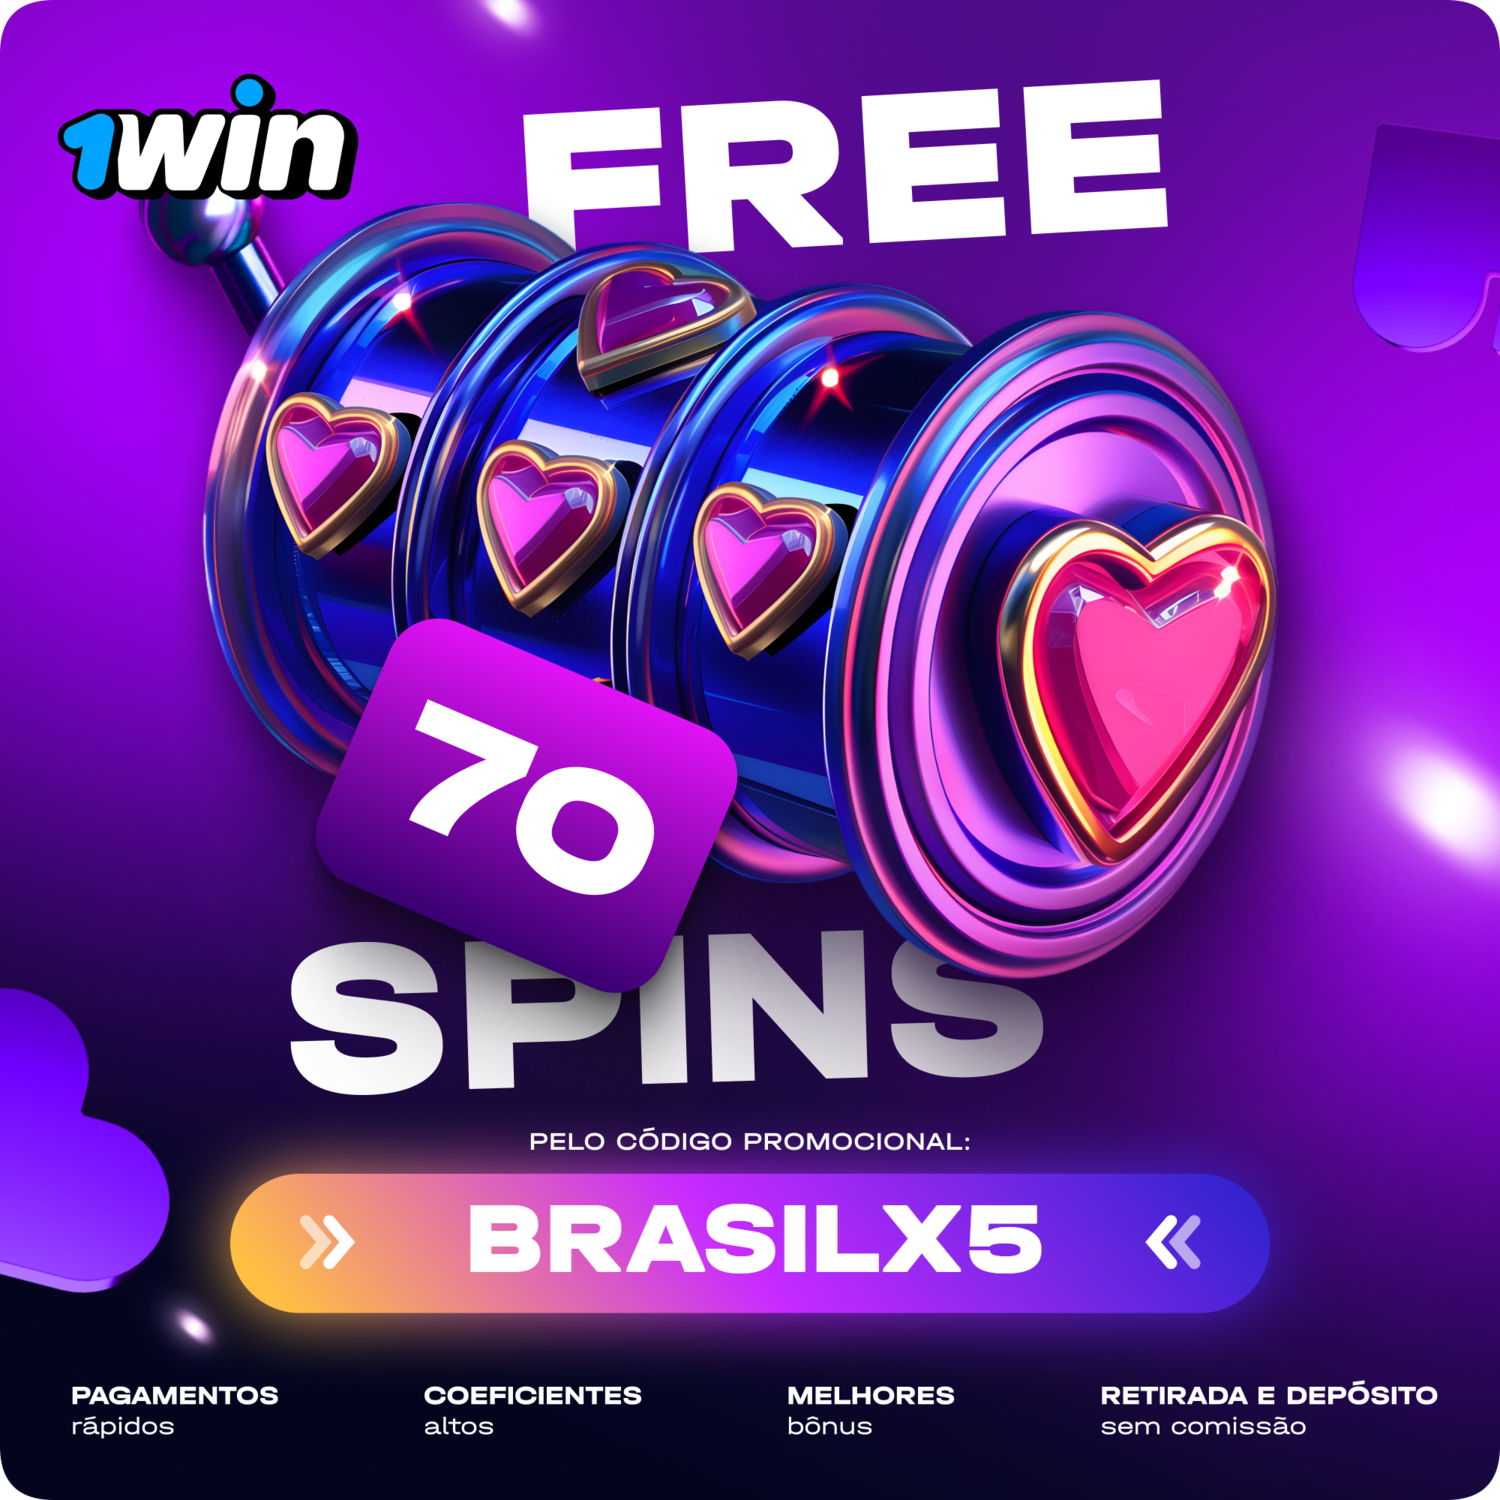 1win
FREE
70
SPINS
PELO CÓDIGO PROMOCIONAL:
BRASILX5
PAGAMENTOS
rápidos
COEFICIENTES
altos
MELHORES
bônus
RETIRADA E DEPÓSITO
sem comissão